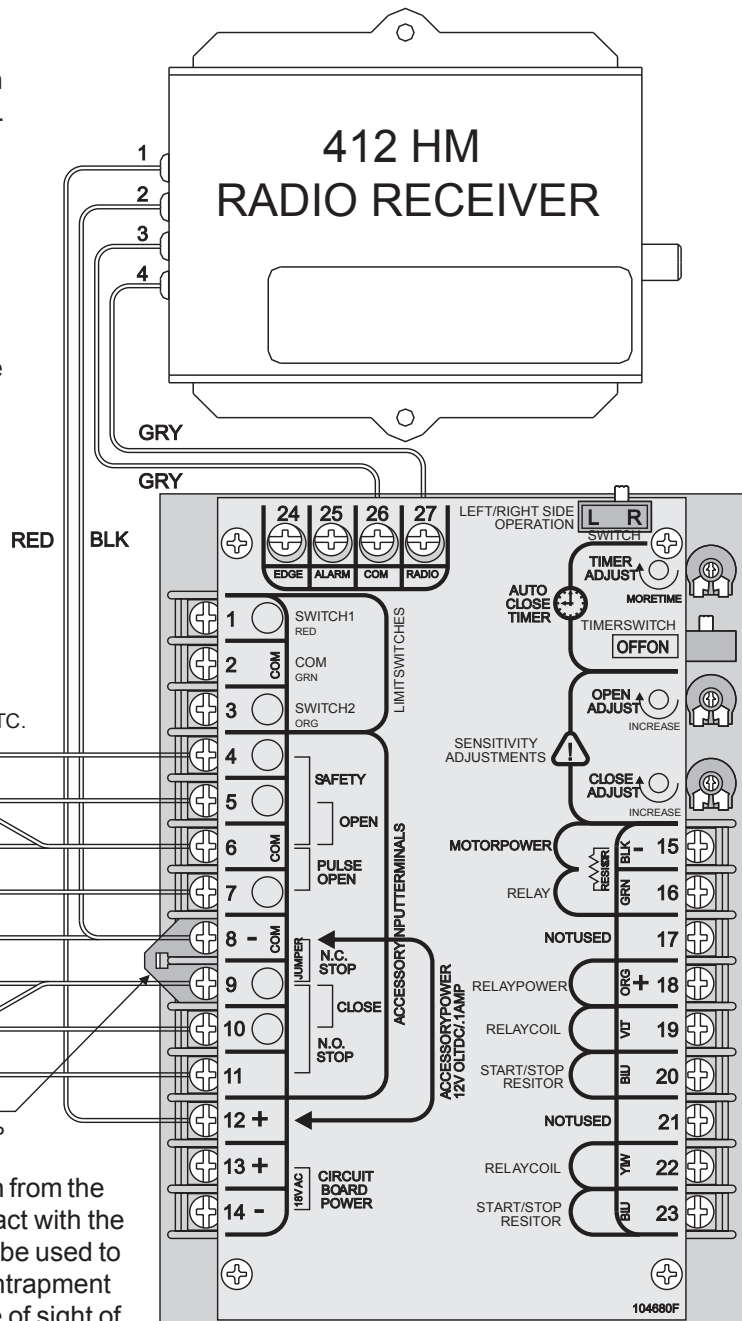 n
.
412 HM
RADIO RECEIVER
1
2
3
4
e
GRY
GRY
RED
BLK
24
25
26
27
EDGE
ALARM
COM
RADIO
LEFT/RIGHT SIDE
OPERATION
L R
SWITCH
TIMER
ADJUST
MORETIME
AUTO
CLOSE
TIMER
TIMERSWITCH
OFFON
OPEN
ADJUST
INCREASE
SENSITIVITY
ADJUSTMENTS
!
CLOSE
ADJUST
INCREASE
1
SWITCH1
RED
2
COM
COM
GRN
3
SWITCH2
ORG
LIMITSWITCHES
TC.
4
SAFETY
5
OPEN
6
COM
PULSE
OPEN
7
8 -
COM
JUMPER
N.C.
STOP
9
CLOSE
10
N.O.
STOP
11
12 +
13 +
14 -
18VAC
CIRCUIT
BOARD
POWER
ACCESSORY INPUTTERMINALS
ACCESSORYPOWER
12V OLTDC/.1AMP
MOTORPOWER
RESISOR
BLK
- 15
RELAY
GRN
16
NOTUSED
17
RELAYPOWER
ORG
+ 18
RELAYCOIL
VLT
19
START/STOP
RESITOR
BLU
20
NOTUSED
21
RELAYCOIL
YLW
22
START/STOP
RESITOR
BLU
23
P
n from the
act with the
be used to
ntrapment
e of sight of
104680F